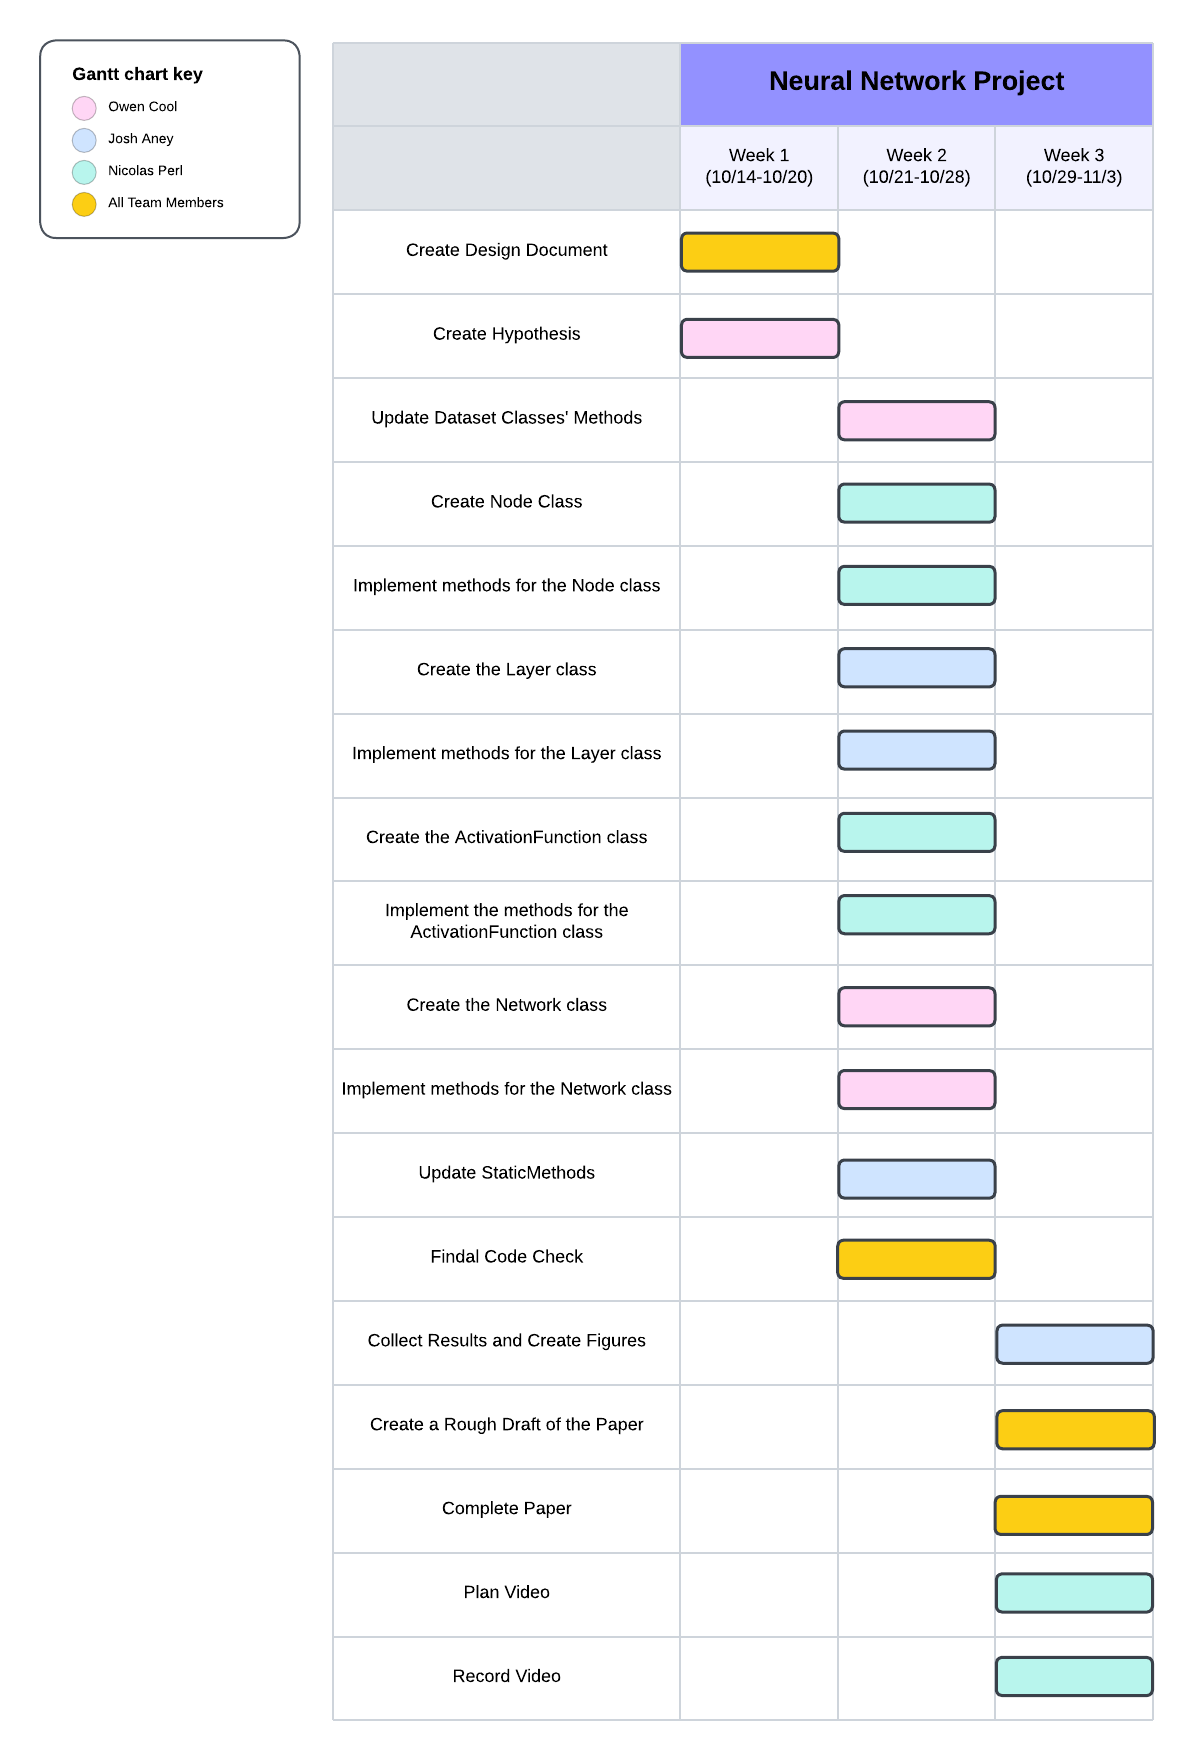 Gantt chart key
Owen Cool
Josh Aney
Nicolas Perl
All Team Members
Neural Network Project
Week 1
(10/14-10/20)
Week 2
(10/21-10/28)
Week 3
(10/29-11/3)
Create Design Document
Create Hypothesis
Update Dataset Classes' Methods
Create Node Class
Implement methods for the Node class
Create the Layer class
Implement methods for the Layer class
Create the ActivationFunction class
Implement the methods for the
ActivationFunction class
Create the Network class
Implement methods for the Network class
Update StaticMethods
Findal Code Check
Collect Results and Create Figures
Create a Rough Draft of the Paper
Complete Paper
Plan Video
Record Video